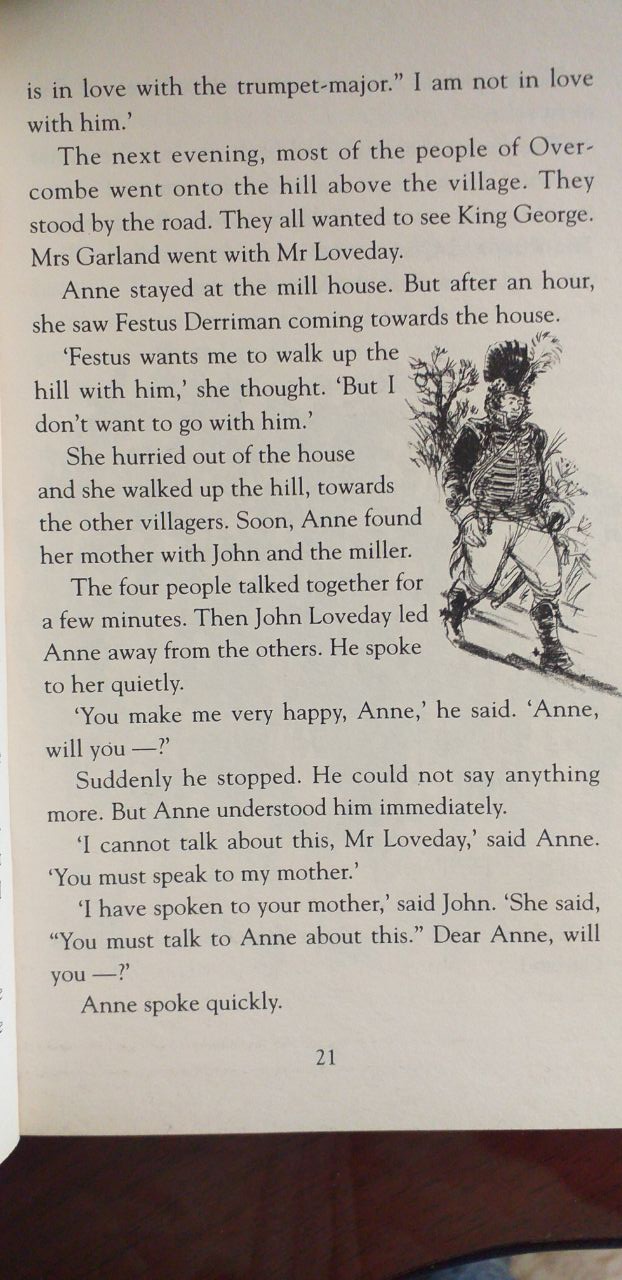 is in love with the trumpet-major.” I am not in love
with him.’
The next evening, most of the people of Over-
combe went onto the hill above the village. They
stood by the road. They all wanted to see King George.
Mrs Garland went with Mr Loveday.
Anne stayed at the mill house. But after an hour,
she saw Festus Derriman coming towards the house.
‘Festus wants me to walk up the
hill with him,’ she thought. ‘But I
don’t want to go with him.’
She hurried out of the house
and she walked up the hill, towards
the other villagers. Soon, Anne found
her mother with John and the miller.
The four people talked together for
a few minutes. Then John Loveday led
Anne away from the others. He spoke
to her quietly.
‘You make me very happy, Anne,’ he said. ‘Anne,
will you —?’
Suddenly he stopped. He could not say anything
more. But Anne understood him immediately.
‘I cannot talk about this, Mr Loveday,’ said Anne.
‘You must speak to my mother.’
‘I have spoken to your mother,’ said John. ‘She said,
“You must talk to Anne about this.” Dear Anne, will
you —?’
Anne spoke quickly.
21